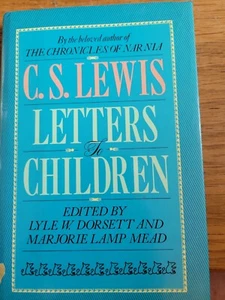 By the beloved author of
THE CHRONICLES OF NARNIA
C. S. LEWIS
LETTERS
To
CHILDREN
EDITED BY
LYLE W. DORSETT AND
MARJORIE LAMP MEAD